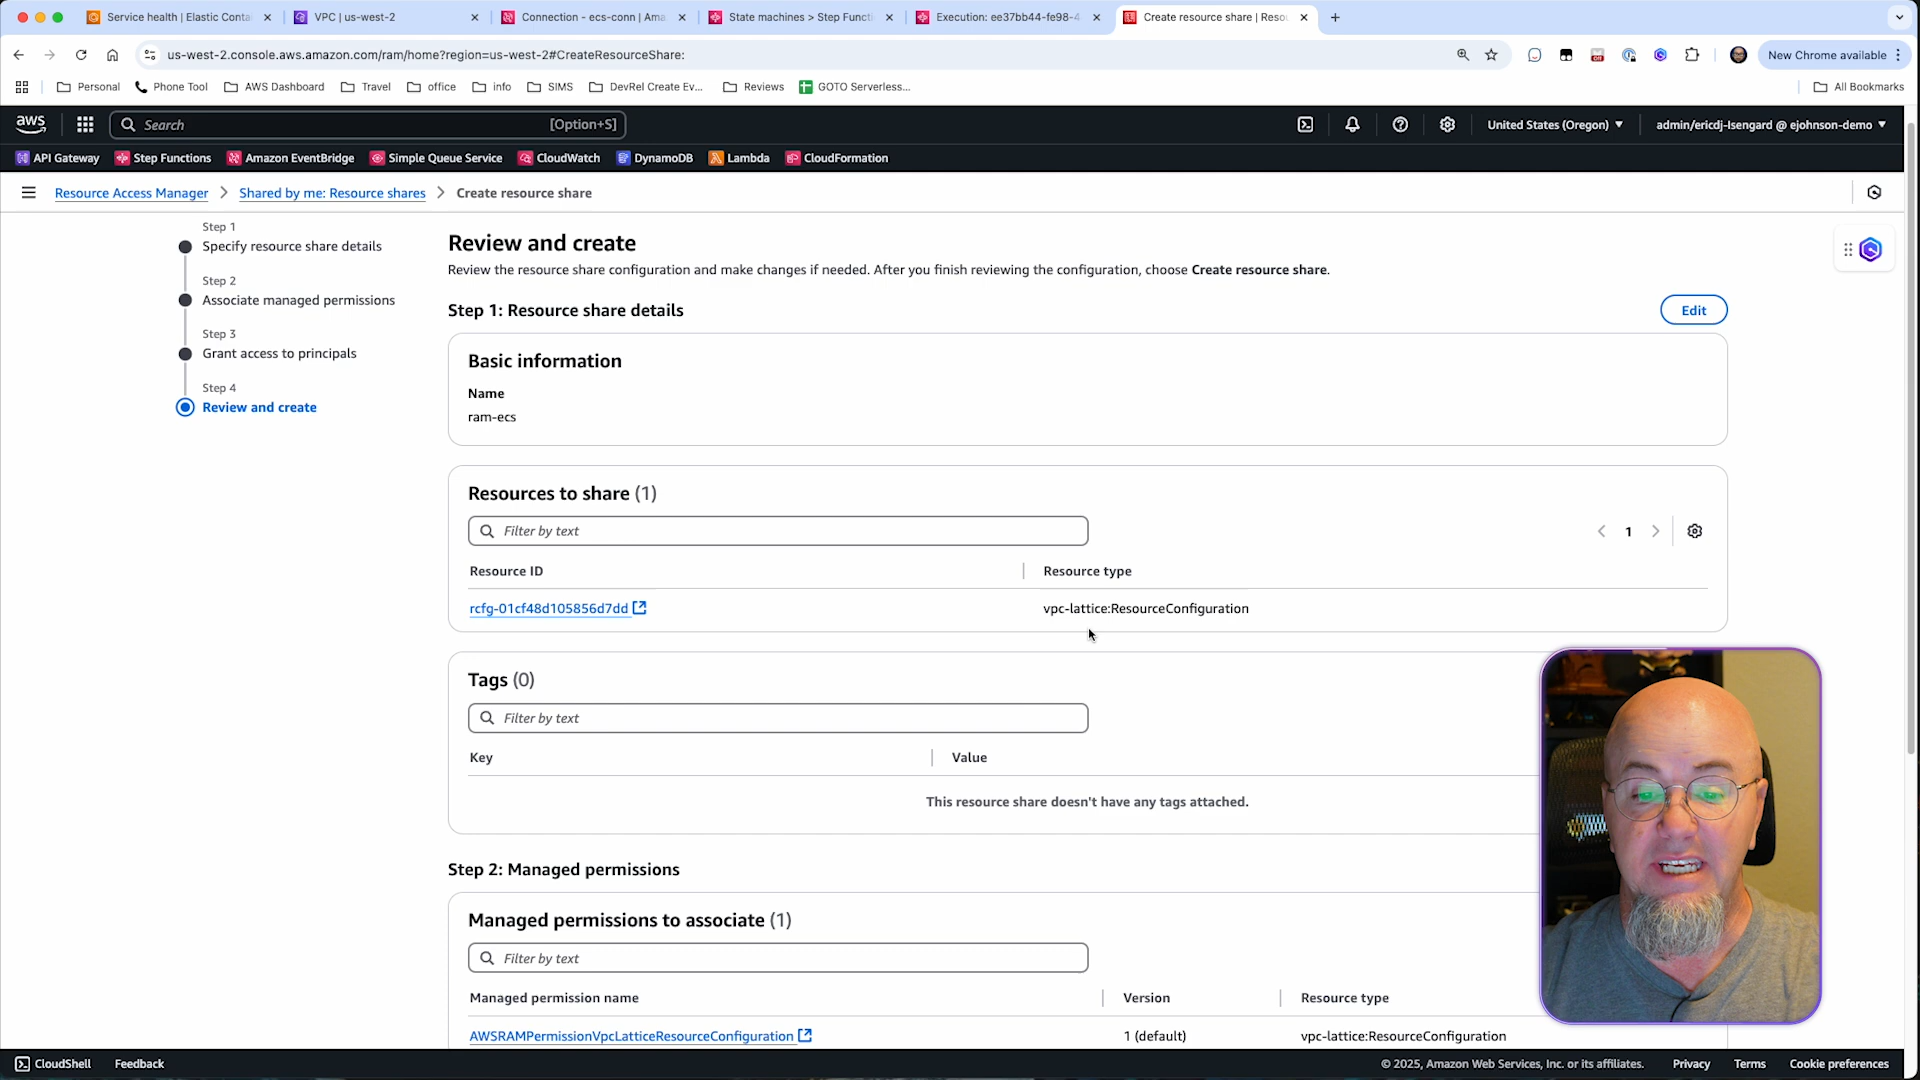 Service health | Elastic Conta
VPC | us-west-2
Connection - ecs-conn | Ama
State machines > Step Functi
Execution: ee37bb44-fe98-4
Create resource share | Reso
us-west-2.console.aws.amazon.com/ram/home?region=us-west-2#CreateResourceShare:
New Chrome available
Personal
Phone Tool
AWS Dashboard
Travel
office
info
SIMS
DevRel Create Ev...
Reviews
GOTO Serverless...
All Bookmarks
aws
Search
[Option+S]
United States (Oregon)
admin/ericdj-Isengard @ ejohnson-demo
API Gateway
Step Functions
Amazon EventBridge
Simple Queue Service
CloudWatch
DynamoDB
Lambda
CloudFormation
Resource Access Manager
Shared by me: Resource shares
Create resource share
Step 1
Specify resource share details
Step 2
Associate managed permissions
Step 3
Grant access to principals
Step 4
Review and create
Review and create
Review the resource share configuration and make changes if needed. After you finish reviewing the configuration, choose Create resource share.
Step 1: Resource share details
Edit
Basic information
Name
ram-ecs
Resources to share (1)
Filter by text
1
Resource ID
Resource type
rcfg-01cf48d105856d7dd
vpc-lattice:ResourceConfiguration
Tags (0)
Filter by text
Key
Value
This resource share doesn't have any tags attached.
Step 2: Managed permissions
Managed permissions to associate (1)
Filter by text
Managed permission name
Version
Resource type
AWSRAMPermissionVpcLatticeResourceConfiguration
1 (default)
vpc-lattice:ResourceConfiguration
CloudShell
Feedback
© 2025, Amazon Web Services, Inc. or its affiliates.
Privacy
Terms
Cookie preferences